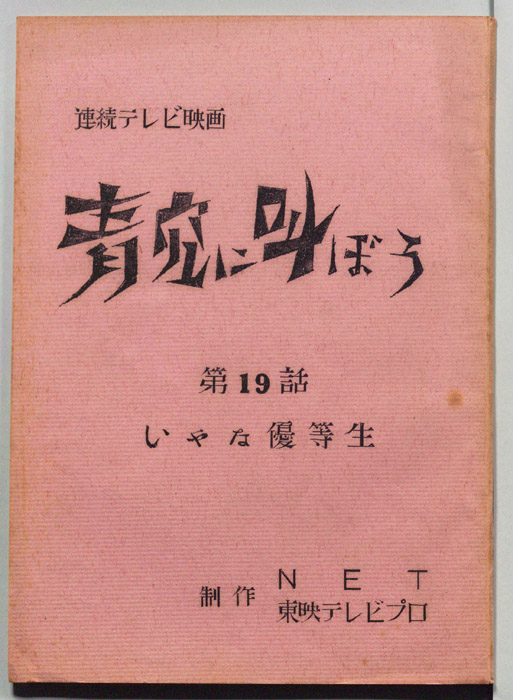 連続テレビ映画
青空に叫ぼう
第19話
いやな優等生
制作 NET
東映テレビプロ